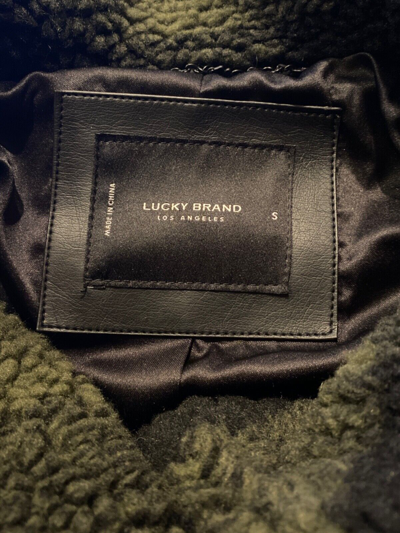 MADE IN CHINA
LUCKY BRAND
LOS ANGELES
S